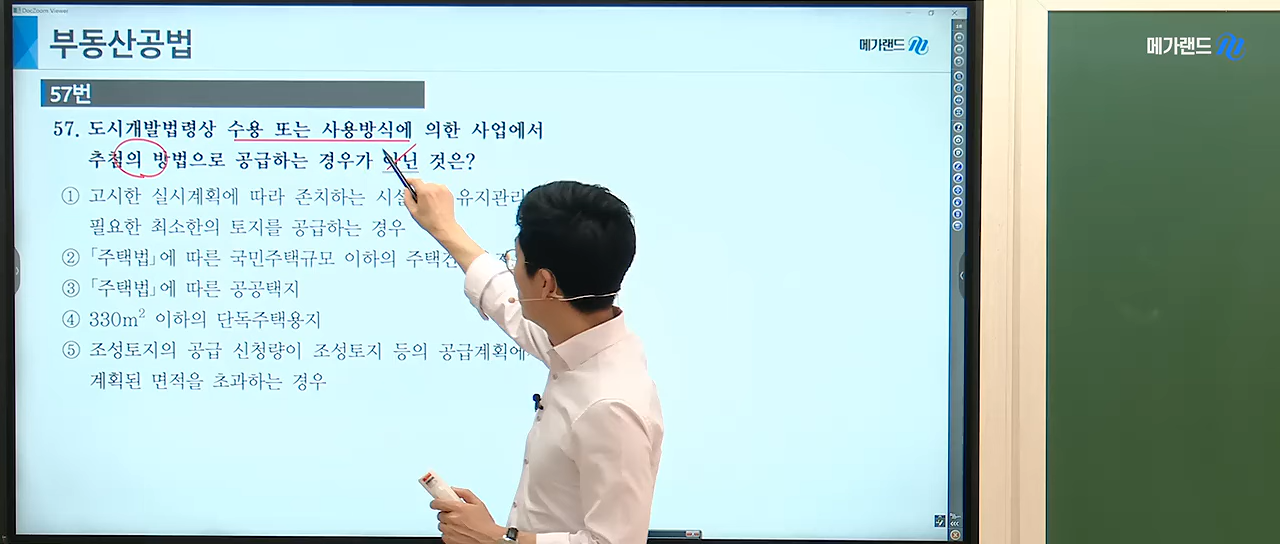 DocZoom Viewer
부동산공법
메가랜드
메가랜드
57번
57. 도시개발법령상 수용 또는 사용방식에 의한 사업에서
추첨의 방법으로 공급하는 경우가 아닌 것은?
① 고시한 실시계획에 따라 존치하는 시설 유지관리
필요한 최소한의 토지를 공급하는 경우
② 「주택법」에 따른 국민주택규모 이하의
③ 「주택법」에 따른 공공택지
④ 330m² 이하의 단독주택용지
⑤ 조성토지의 공급 신청량이 조성토지 등의 공급계획에
계획된 면적을 초과하는 경우